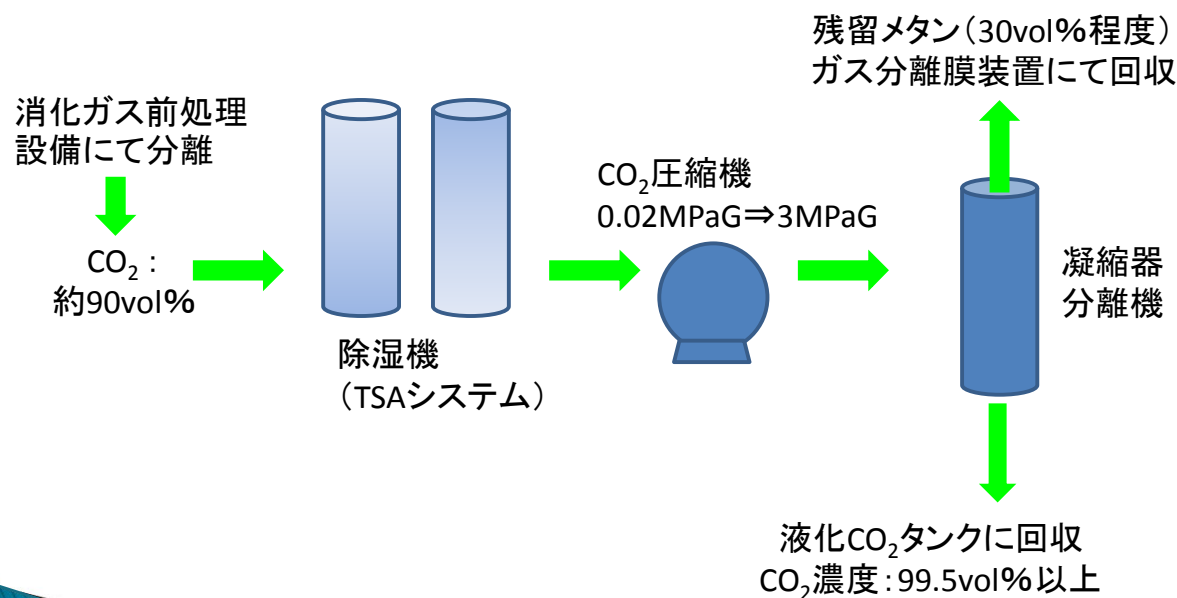 消化ガス前処理
設備にて分離
CO₂：
約90vol％
除湿機
（TSAシステム）
CO₂圧縮機
0.02MPaG⇒3MPaG
残留メタン（30vol％程度）
ガス分離膜装置にて回収
凝縮器
分離機
液化CO₂タンクに回収
CO₂濃度：99.5vol％以上